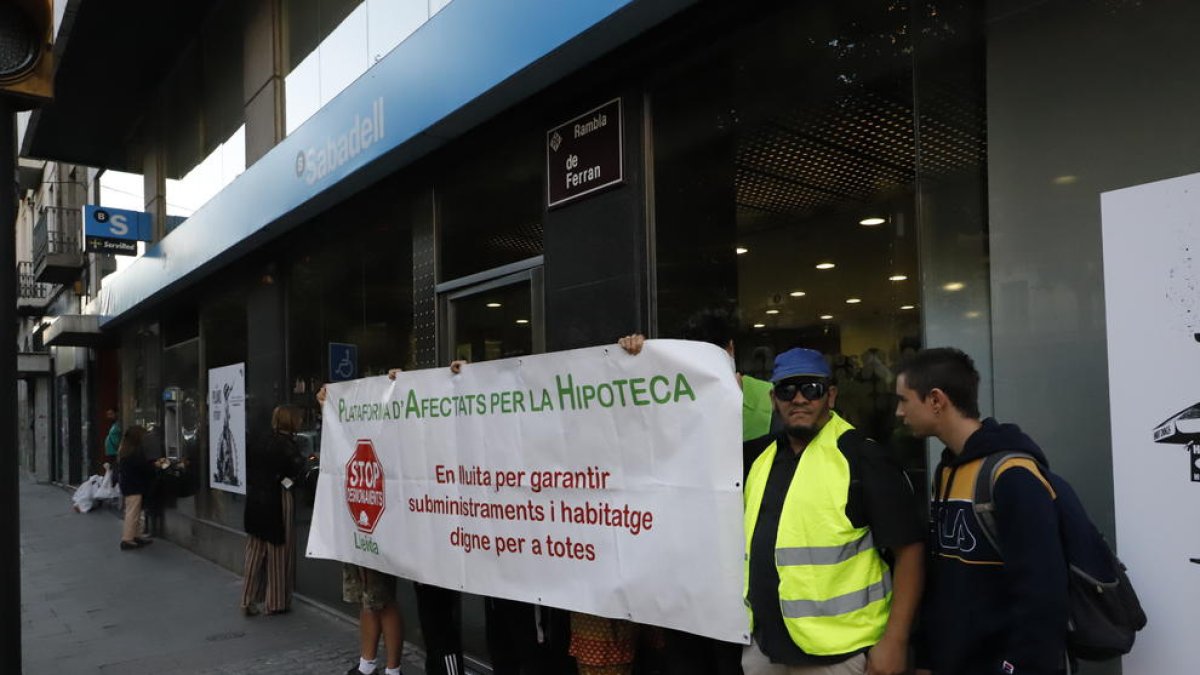 B Sabadell
Rambla
de
Ferran
B
S
Servired
PLATAFORMA D'AFECTATS PER LA HIPOTECA
STOP
DESNONAMENTS
Lleida
En lluita per garantir
subministraments i habitatge
digne per a totes
FILA